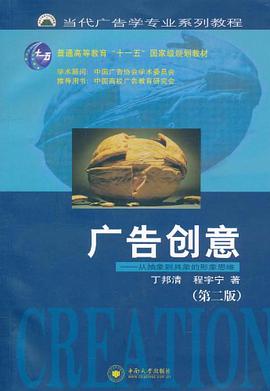 当代广告学专业系列教程
十一五
普通高等教育“十一五”国家级规划教材
学术顾问：中国广告协会学术委员会
推荐用书：中国高校广告教育研究会
广告创意
——从抽象到具象的形象思维
丁邦清 程宇宁 著
（第二版）
CREATION
中南大学出版社